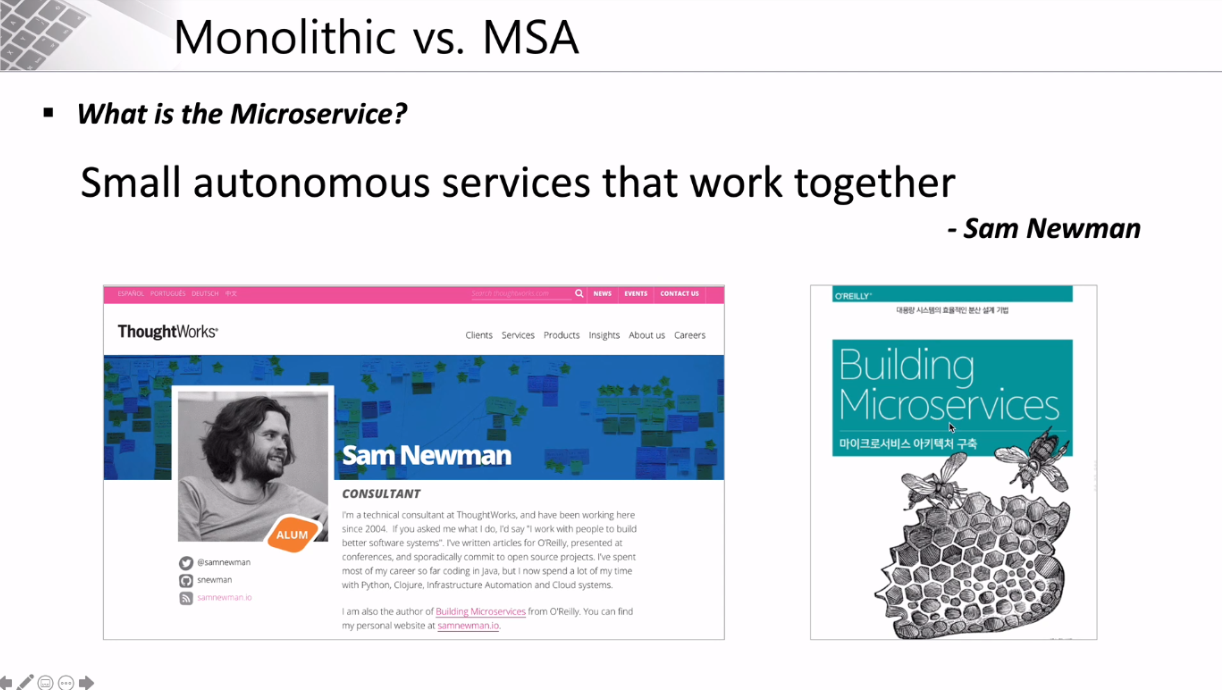 Monolithic vs. MSA
What is the Microservice?
Small autonomous services that work together
- Sam Newman
ESPAÑOL PORTUGUÊS DEUTSCH 中文
Search thoughtworks.com
NEWS EVENTS CONTACT US
ThoughtWorks®
Clients Services Products Insights About us Careers
Sam Newman
CONSULTANT
I'm a technical consultant at ThoughtWorks, and have been working here
since 2004. If you asked me what I do, I'd say "I work with people to build
better software systems". I've written articles for O'Reilly, presented at
conferences, and sporadically commit to open source projects. I've spent
most of my career so far coding in Java, but I now spend a lot of my time
with Python, Clojure, Infrastructure Automation and Cloud systems.
I am also the author of Building Microservices from O'Reilly. You can find
my personal website at samnewman.io.
ALUM
@samnewman
snewman
samnewman.io
O'REILLY®
대용량 시스템의 효율적인 분산 설계 기법
Building
Microservices
마이크로서비스 아키텍처 구축